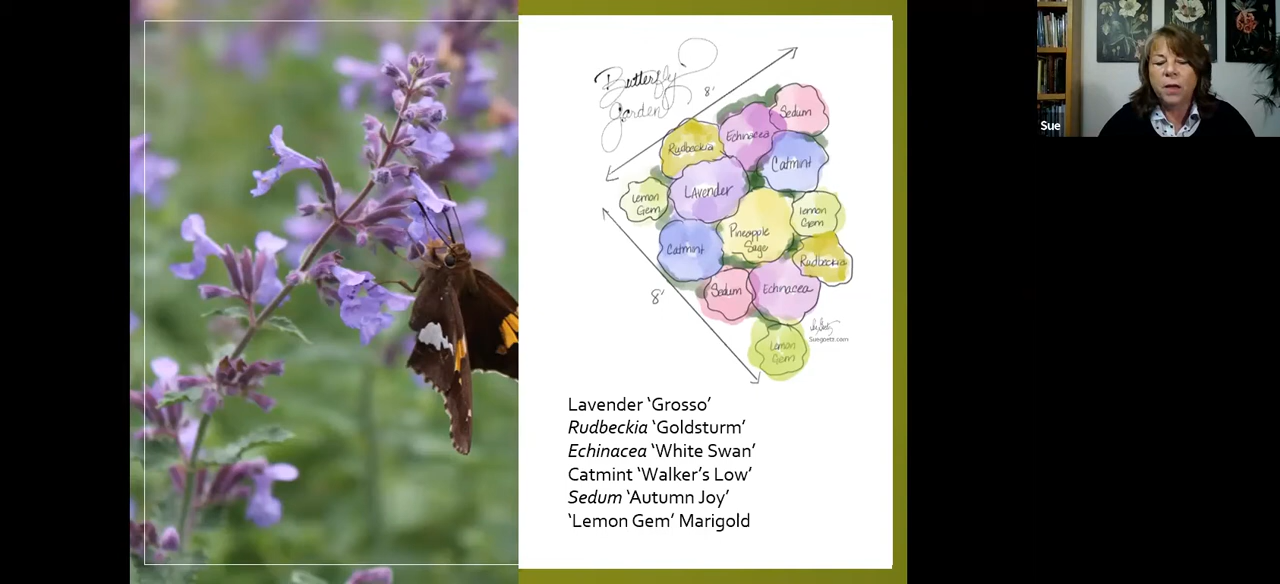 Butterfly
Garden
8'
Sedum
Echinacea
Rudbeckia
Catmint
Lavender
Lemon
Gem
lemon
Gem
Pineapple
Sage
Catmint
Rudbeckia
Sedum
Echinacea
8'
Suegoetz.com
Lemon
Gem
Lavender ‘Grosso’
Rudbeckia ‘Goldsturm’
Echinacea ‘White Swan’
Catmint ‘Walker’s Low’
Sedum ‘Autumn Joy’
‘Lemon Gem’ Marigold
Sue